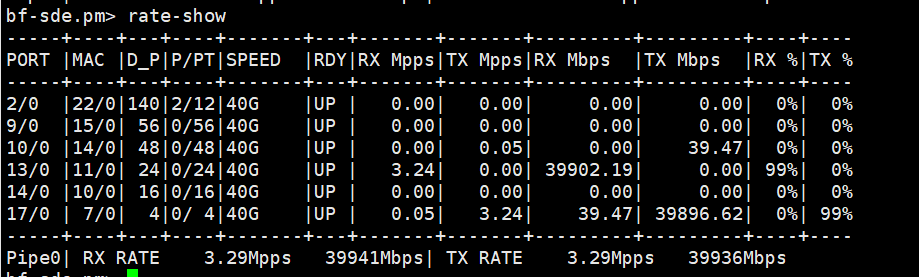 bf-sde.pm> rate-show
-----+----+---+----+-------+---+---------+---------+-----------+-----------+----+----
PORT |MAC |D_P|P/PT|SPEED  |RDY|RX Mpps|TX Mpps|RX Mbps   |TX Mbps   |RX %|TX %
-----+----+---+----+-------+---+---------+---------+-----------+-----------+----+----
2/0  |22/0|140|2/12|40G    |UP |   0.00|   0.00|      0.00|      0.00|  0%|  0%
9/0  |15/0| 56|0/56|40G    |UP |   0.00|   0.00|      0.00|      0.00|  0%|  0%
10/0 |14/0| 48|0/48|40G    |UP |   0.00|   0.05|      0.00|     39.47|  0%|  0%
13/0 |11/0| 24|0/24|40G    |UP |   3.24|   0.00|  39902.19|      0.00| 99%|  0%
14/0 |10/0| 16|0/16|40G    |UP |   0.00|   0.00|      0.00|      0.00|  0%|  0%
17/0 | 7/0|  4|0/ 4|40G    |UP |   0.05|   3.24|     39.47|  39896.62|  0%| 99%
-----+----+---+----+-------+---+---------+---------+-----------+-----------+----+----
Pipe0| RX RATE    3.29Mpps   39941Mbps| TX RATE    3.29Mpps   39936Mbps
bf-sde.pm>